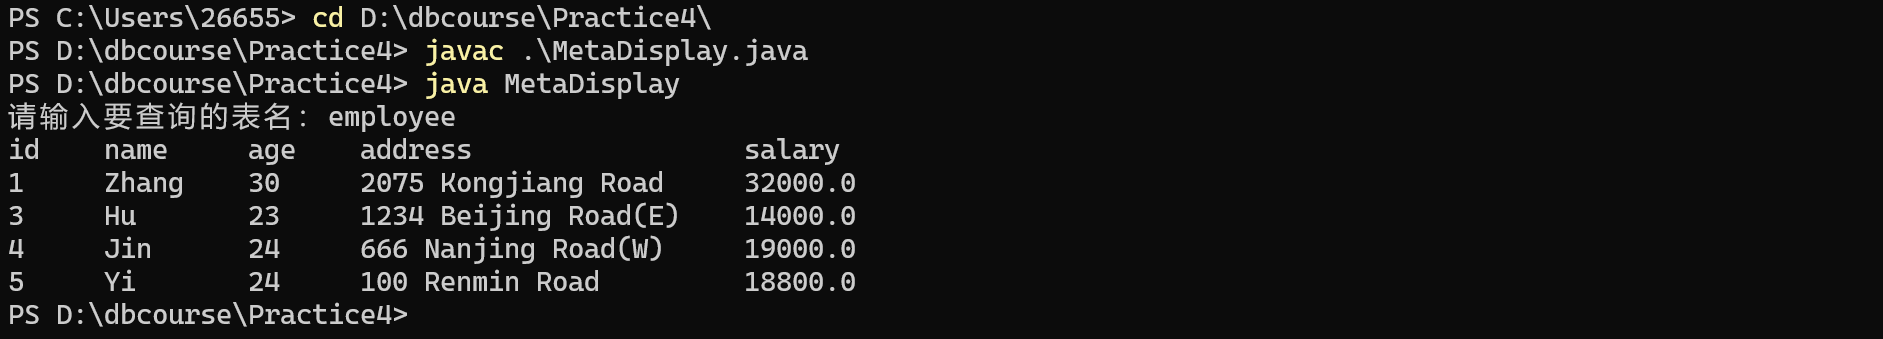 PS C:\Users\26655> cd D:\dbcourse\Practice4\
PS D:\dbcourse\Practice4> javac .\MetaDisplay.java
PS D:\dbcourse\Practice4> java MetaDisplay
请输入要查询的表名：employee
id    name     age    address                 salary
1     Zhang    30     2075 Kongjiang Road     32000.0
3     Hu       23     1234 Beijing Road(E)    14000.0
4     Jin      24     666 Nanjing Road(W)     19000.0
5     Yi       24     100 Renmin Road         18800.0
PS D:\dbcourse\Practice4>